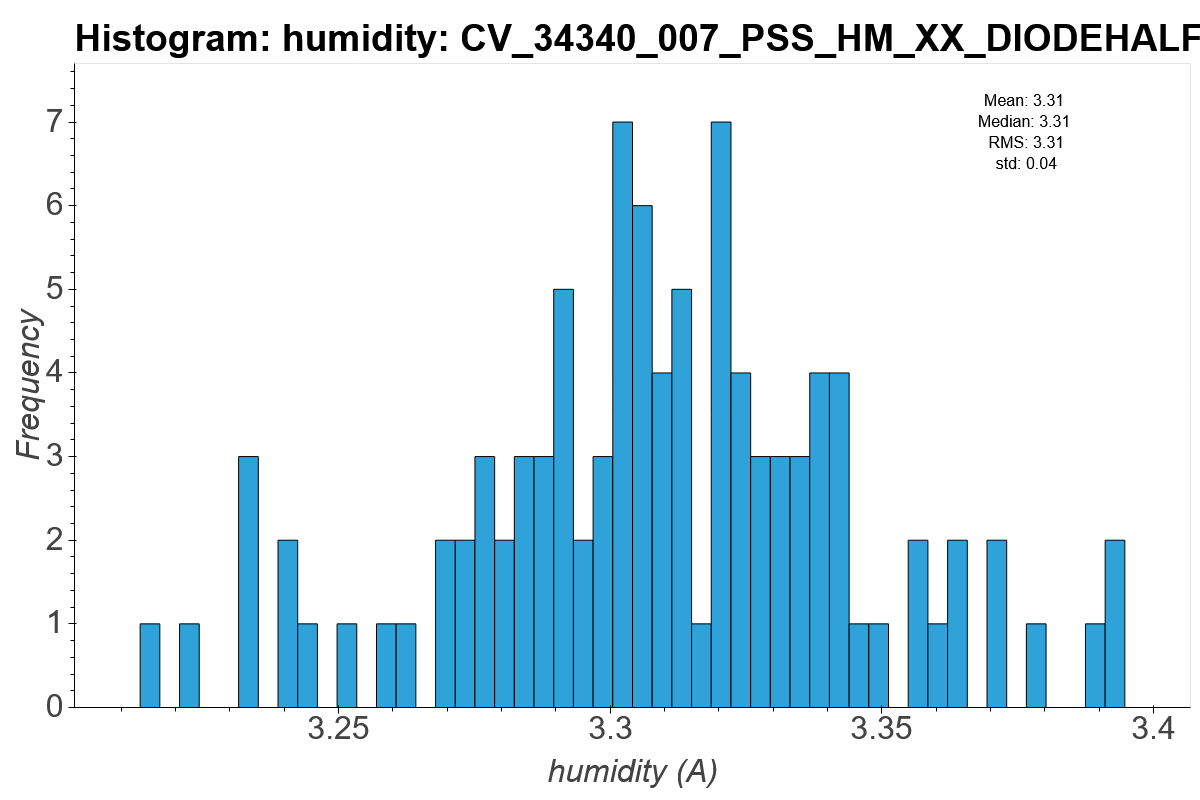 Histogram: humidity: CV_34340_007_PSS_HM_XX_DIODEHALF
Mean: 3.31
Median: 3.31
RMS: 3.31
std: 0.04
7
6
5
4
3
2
1
0
Frequency
3.25 3.3 3.35 3.4
humidity (A)